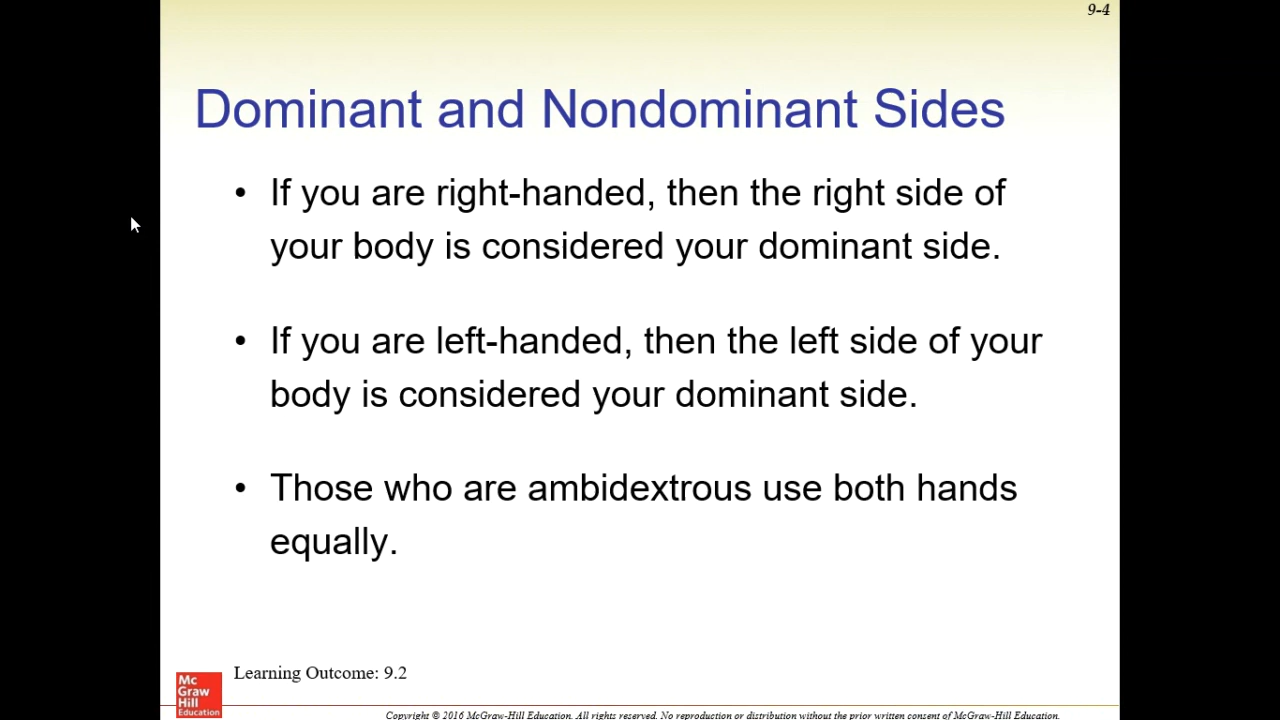 9-4
Dominant and Nondominant Sides
• If you are right-handed, then the right side of
your body is considered your dominant side.
• If you are left-handed, then the left side of your
body is considered your dominant side.
• Those who are ambidextrous use both hands
equally.
Learning Outcome: 9.2
Mc
Graw
Hill
Education
Copyright © 2016 McGraw-Hill Education. All rights reserved. No reproduction or distribution without the prior written consent of McGraw-Hill Education.